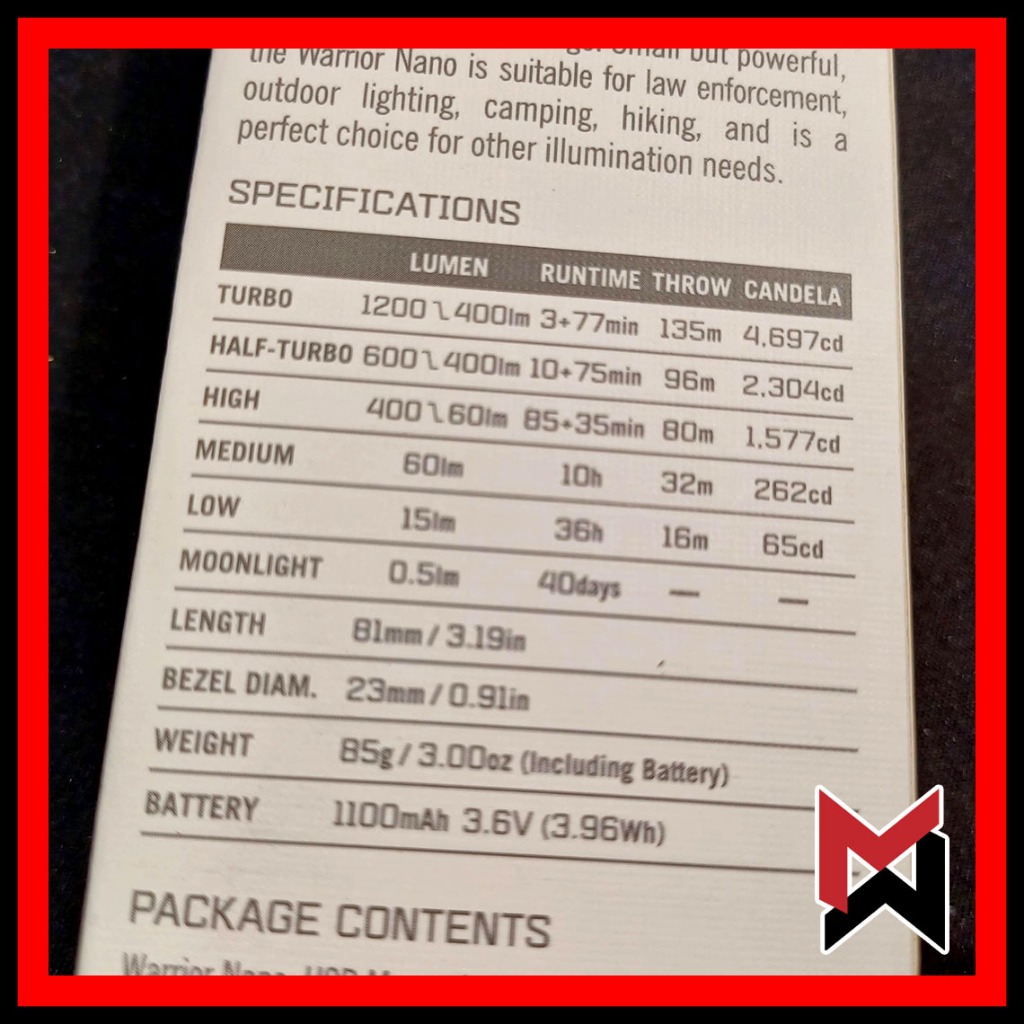 the Warrior Nano is suitable for law enforcement,
outdoor lighting, camping, hiking, and is a
perfect choice for other illumination needs.
SPECIFICATIONS
LUMEN RUNTIME THROW CANDELA
TURBO 1200 ~ 400lm 3+77min 135m 4,697cd
HALF-TURBO 600 ~ 400lm 10+75min 96m 2,304cd
HIGH 400 ~ 60lm 85+35min 80m 1,577cd
MEDIUM 60lm 10h 32m 262cd
LOW 15lm 36h 16m 65cd
MOONLIGHT 0.5lm 40days — —
LENGTH 81mm / 3.19in
BEZEL DIAM. 23mm / 0.91in
WEIGHT 85g / 3.00oz (Including Battery)
BATTERY 1100mAh 3.6V (3.96Wh)
PACKAGE CONTENTS
Warrior Nano, USB